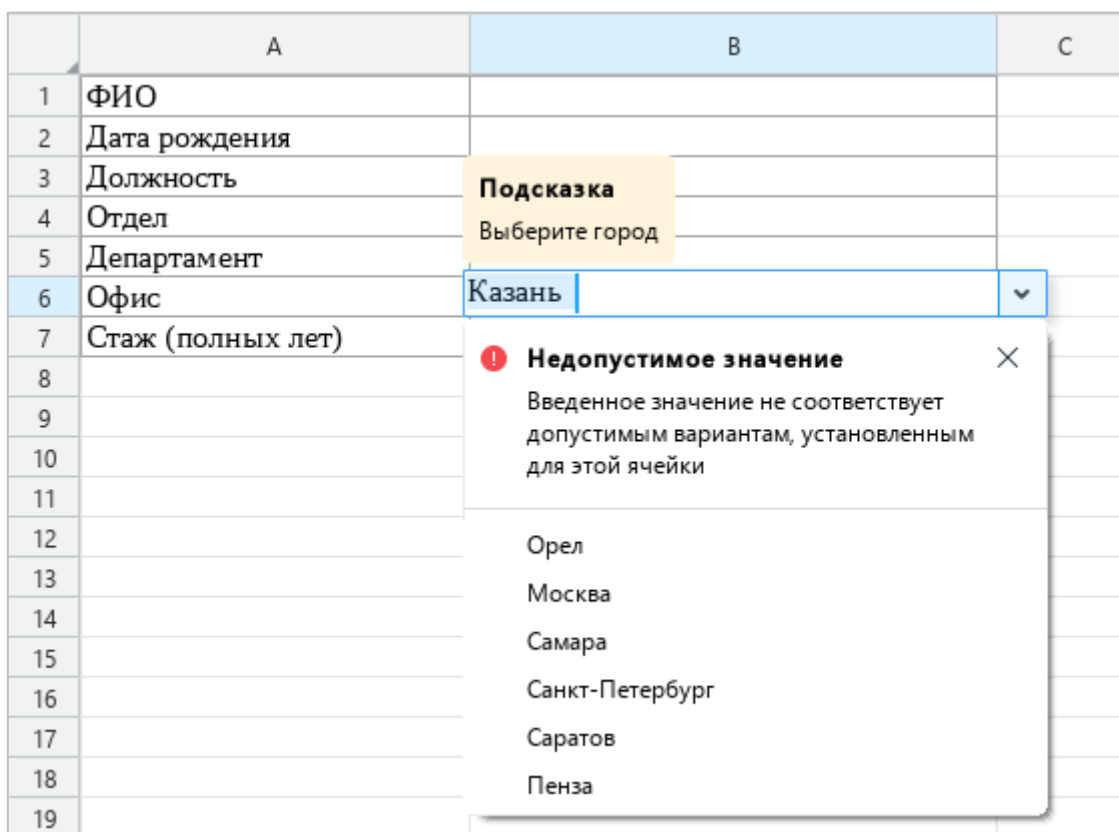 A B C
1 ФИО
2 Дата рождения
3 Должность
Подсказка
4 Отдел
Выберите город
5 Департамент
6 Офис Казань
7 Стаж (полных лет)
Недопустимое значение
8
Введенное значение не соответствует
9
допустимым вариантам, установленным
10
для этой ячейки
11
12
Орел
13
Москва
14
15
Самара
16
Санкт-Петербург
17
Саратов
18
Пенза
19